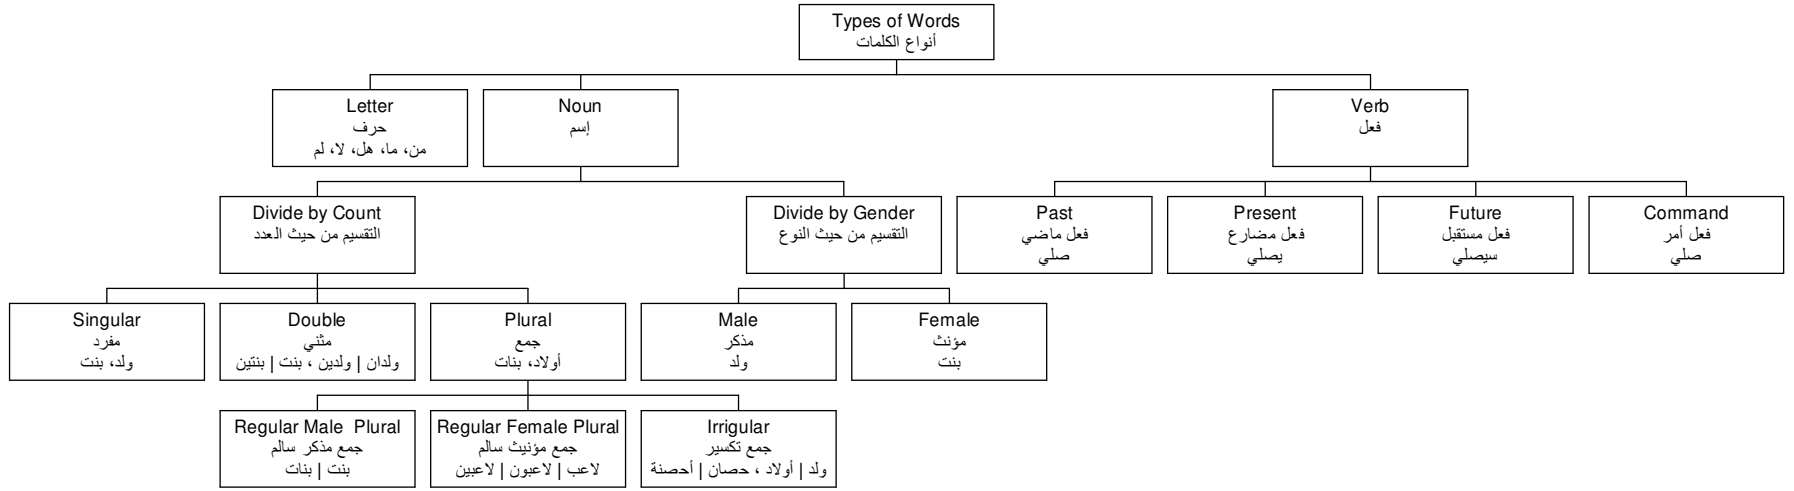 Types of Words
أنواع الكلمات
Letter
حرف
من، ما، هل، لا، لم
Noun
إسم
Verb
فعل
Divide by Count
التقسيم من حيث العدد
Divide by Gender
التقسيم من حيث النوع
Past
فعل ماضي
صلي
Present
فعل مضارع
يصلي
Future
فعل مستقبل
سيصلي
Command
فعل أمر
صلي
Singular
مفرد
ولد، بنت
Double
مثني
ولدان | ولدين ، بنت | بنتين
Plural
جمع
أولاد، بنات
Male
مذكر
ولد
Female
مؤنث
بنت
Regular Male  Plural
جمع مذكر سالم
بنت | بنات
Regular Female Plural
جمع مؤنيث سالم
لاعب | لاعبون | لاعبين
Irrigular
جمع تكسير
ولد | أولاد ، حصان | أحصنة